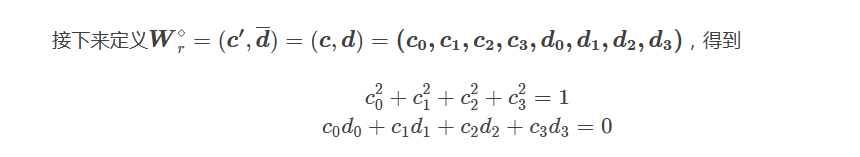 接下来定义W_r^⋄ = (c′, d̅) = (c, d) = (c₀, c₁, c₂, c₃, d₀, d₁, d₂, d₃)，得到
c₀² + c₁² + c₂² + c₃² = 1
c₀d₀ + c₁d₁ + c₂d₂ + c₃d₃ = 0